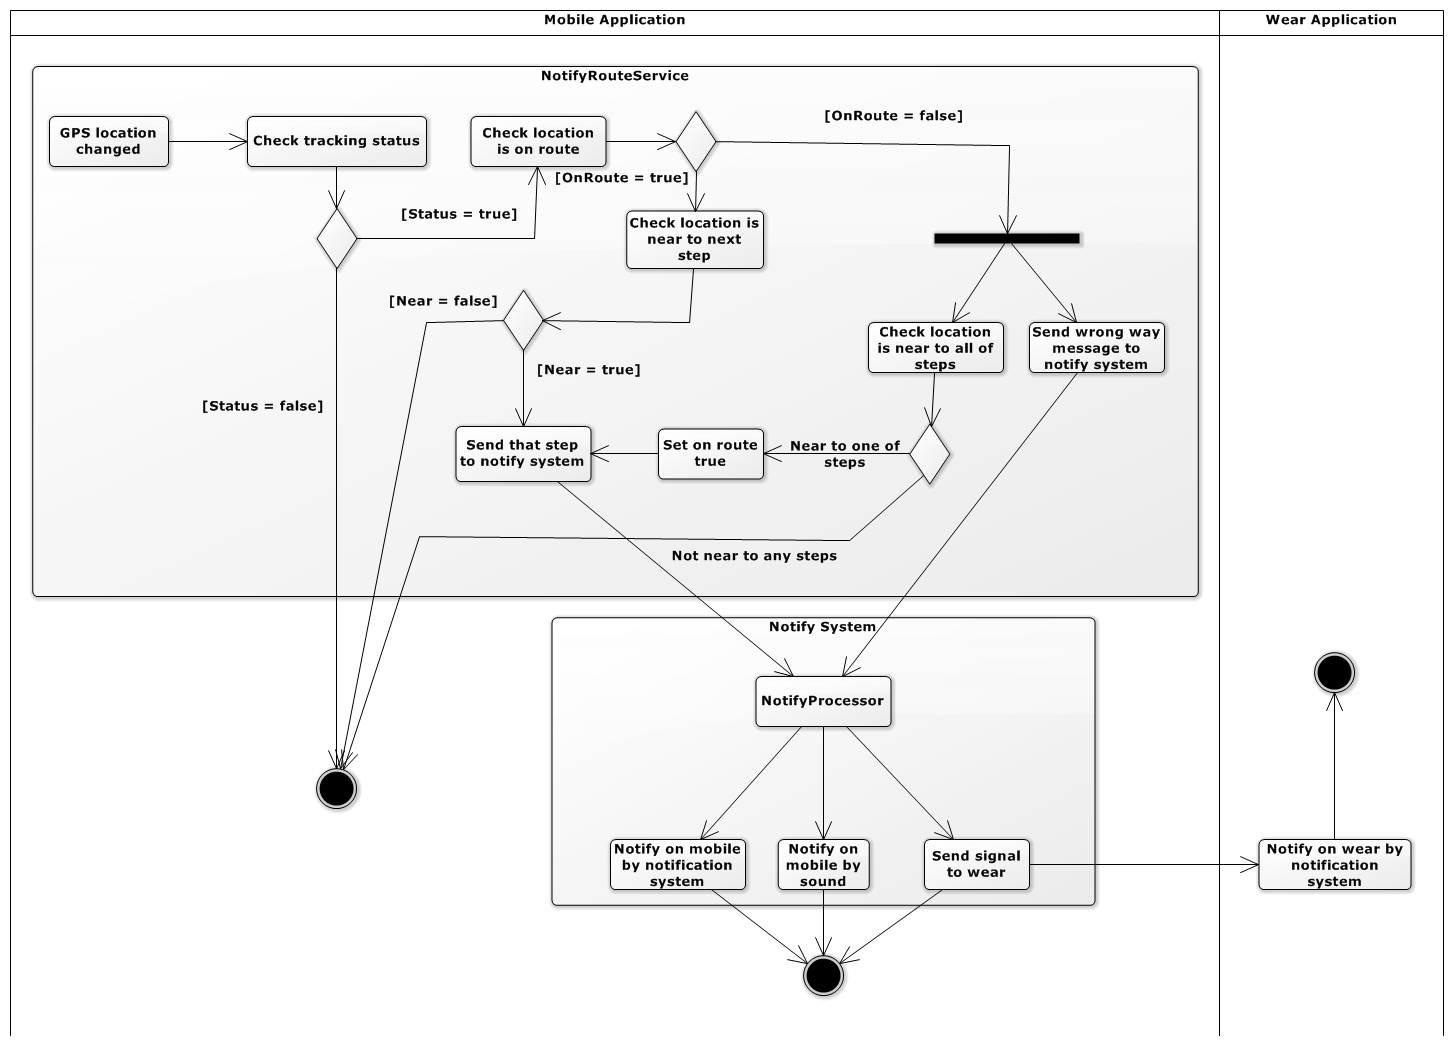 Mobile Application
Wear Application
NotifyRouteService
GPS location
changed
Check tracking status
Check location
is on route
[OnRoute = false]
[OnRoute = true]
[Status = true]
Check location is
near to next
step
[Near = false]
Check location
is near to all of
steps
Send wrong way
message to
notify system
[Near = true]
[Status = false]
Send that step
to notify system
Set on route
true
Near to one of
steps
Not near to any steps
Notify System
NotifyProcessor
Notify on mobile
by notification
system
Notify on
mobile by
sound
Send signal
to wear
Notify on wear by
notification
system